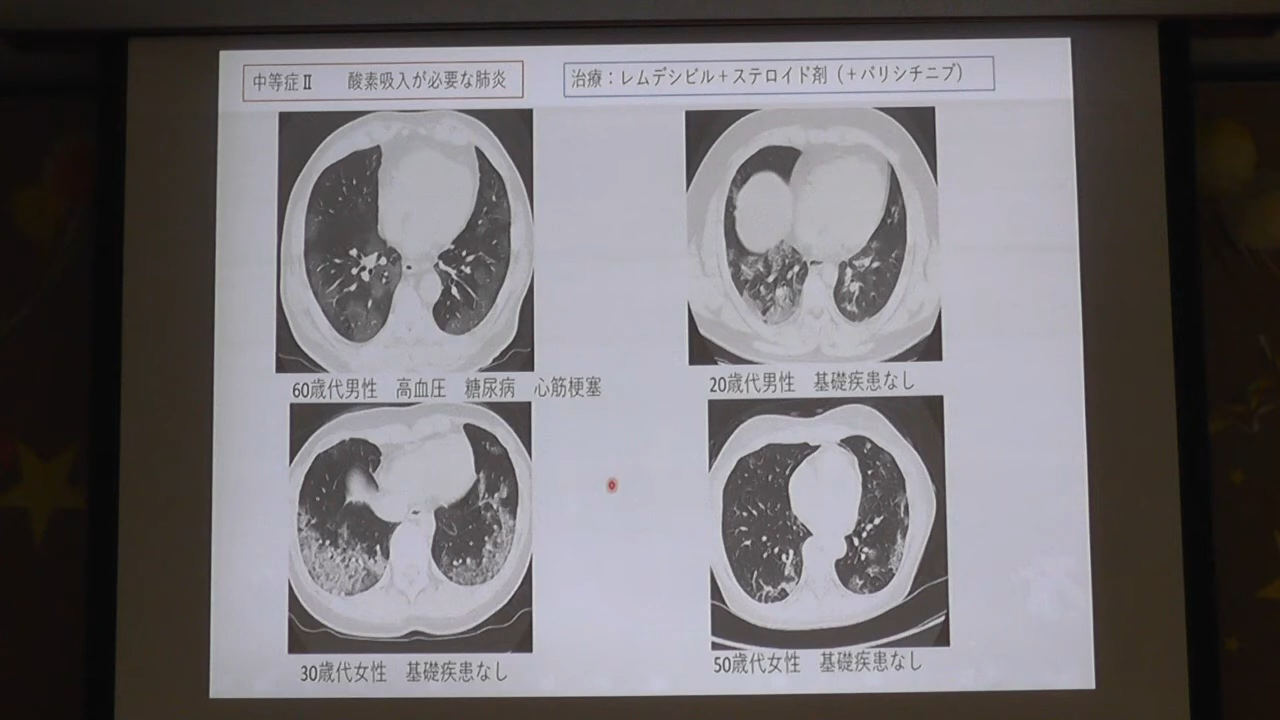 中等症Ⅱ　酸素吸入が必要な肺炎
治療：レムデシビル＋ステロイド剤（＋バリシチニブ）
60歳代男性　高血圧　糖尿病　心筋梗塞
20歳代男性　基礎疾患なし
30歳代女性　基礎疾患なし
50歳代女性　基礎疾患なし